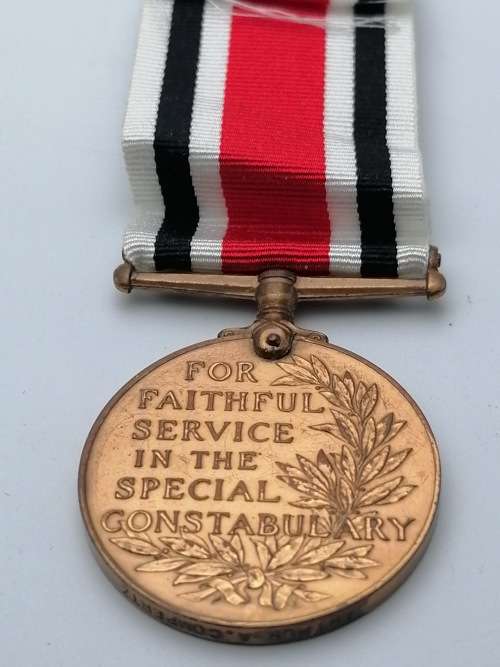 FOR
FAITHFUL
SERVICE
IN THE
SPECIAL
CONSTABULARY